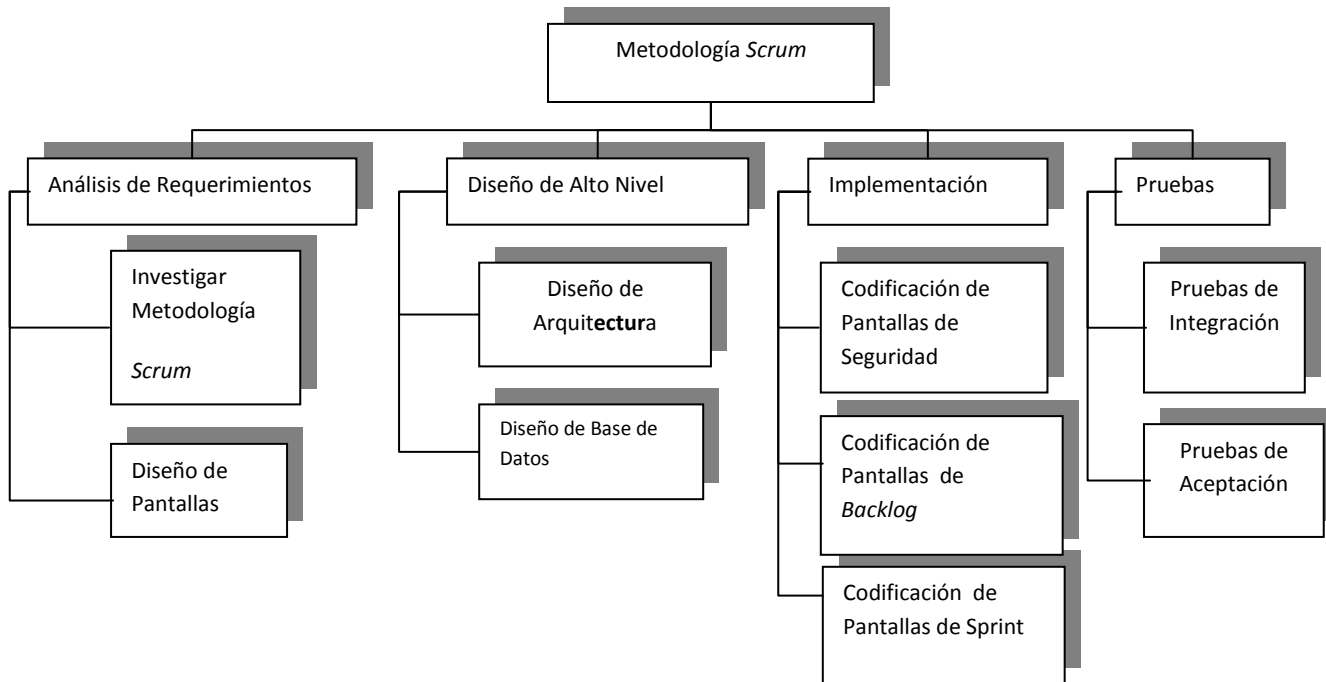 Metodología Scrum
Análisis de Requerimientos
Investigar
Metodología
Scrum
Diseño de
Pantallas
Diseño de Alto Nivel
Diseño de
Arquitectura
Diseño de Base de
Datos
Implementación
Codificación de
Pantallas de
Seguridad
Codificación de
Pantallas de
Backlog
Codificación de
Pantallas de Sprint
Pruebas
Pruebas de
Integración
Pruebas de
Aceptación